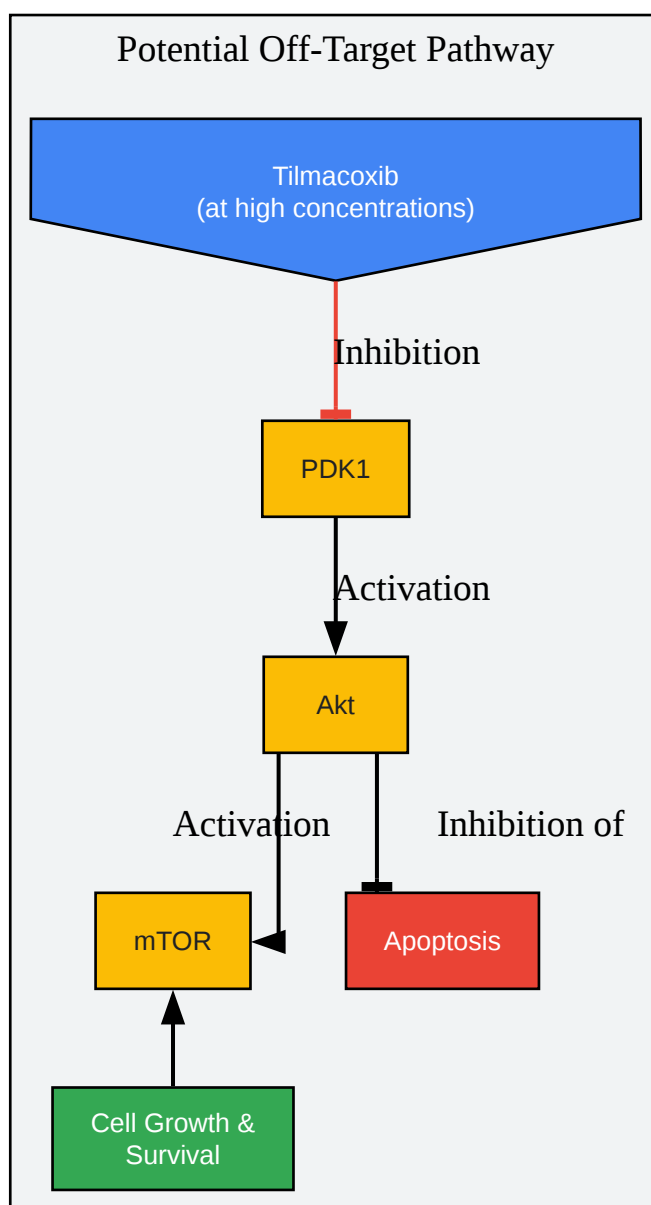 Potential Off-Target Pathway
Tilmacoxib
(at high concentrations)
Inhibition
PDK1
Activation
Akt
Activation
Inhibition of
mTOR
Apoptosis
Cell Growth &
Survival